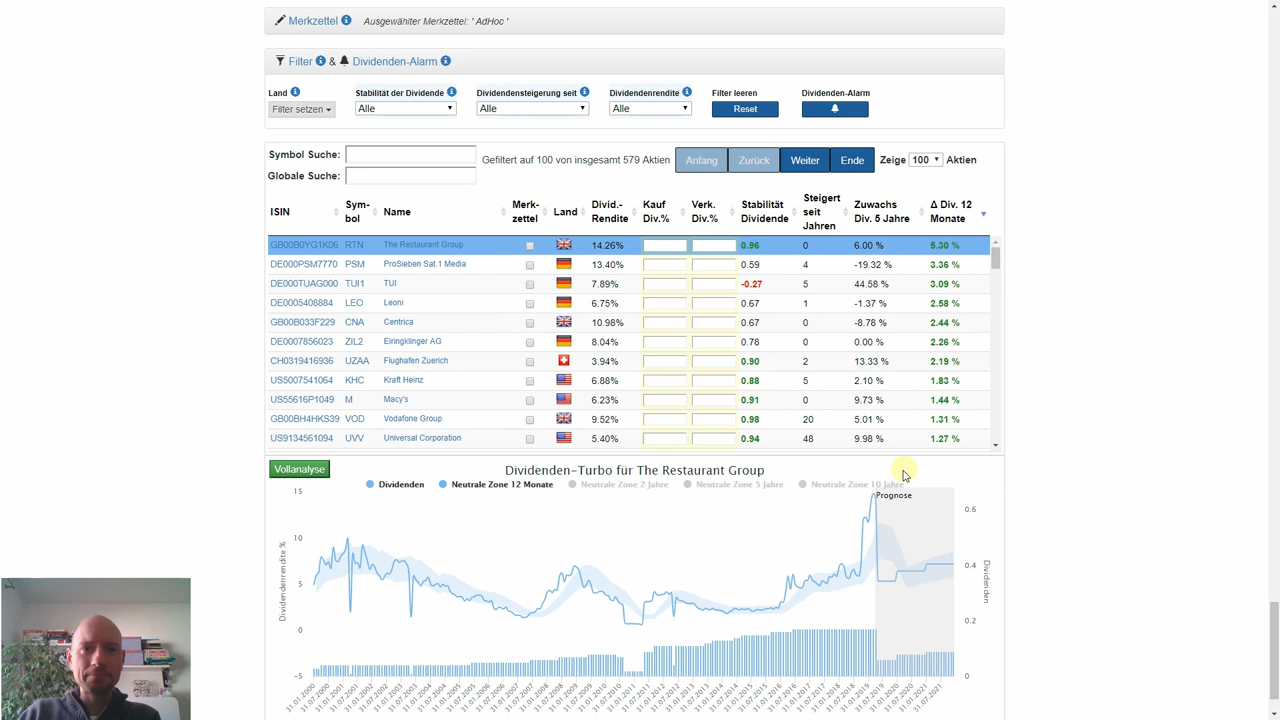 Merkzettel Ausgewählter Merkzettel: ' AdHoc '
Filter & Dividenden-Alarm
Land Stabilität der Dividende Dividendensteigerung seit Dividendenrendite Filter leeren Dividenden-Alarm
Filter setzen Alle Alle Alle Reset
Symbol Suche: Gefiltert auf 100 von insgesamt 579 Aktien Anfang Zurück Weiter Ende Zeige 100 Aktien
Globale Suche:
ISIN Sym-bol Name Merk-zettel Land Divid.-Rendite Kauf Div.% Verk. Div.% Stabilität Dividende Steigert seit Jahren Zuwachs Div. 5 Jahre Δ Div. 12 Monate
GB00B0YG1K06 RTN The Restaurant Group 14.26% 0.96 0 6.00 % 5.30 %
DE000PSM7770 PSM ProSieben Sat.1 Media 13.40% 0.59 4 -19.32 % 3.36 %
DE000TUAG000 TUI1 TUI 7.89% -0.27 5 44.58 % 3.09 %
DE0005408884 LEO Leoni 6.75% 0.67 1 -1.37 % 2.58 %
GB00B033F229 CNA Centrica 10.98% 0.67 0 -8.78 % 2.44 %
DE0007856023 ZIL2 Elringklinger AG 8.04% 0.78 0 0.00 % 2.26 %
CH0319416936 UZAA Flughafen Zuerich 3.94% 0.90 2 13.33 % 2.19 %
US5007541064 KHC Kraft Heinz 6.88% 0.88 5 2.10 % 1.83 %
US55616P1049 M Macy's 6.23% 0.91 0 9.73 % 1.44 %
GB00BH4HKS39 VOD Vodafone Group 9.52% 0.98 20 5.01 % 1.31 %
US9134561094 UVV Universal Corporation 5.40% 0.94 48 9.98 % 1.27 %
Vollanalyse Dividenden-Turbo für The Restaurant Group
Dividenden Neutrale Zone 12 Monate Neutrale Zone 2 Jahre Neutrale Zone 5 Jahre Neutrale Zone 10 Jahre
Prognose
15
10
5
0
-5
Dividendenrendite %
0.6
0.4
0.2
0
Dividenden